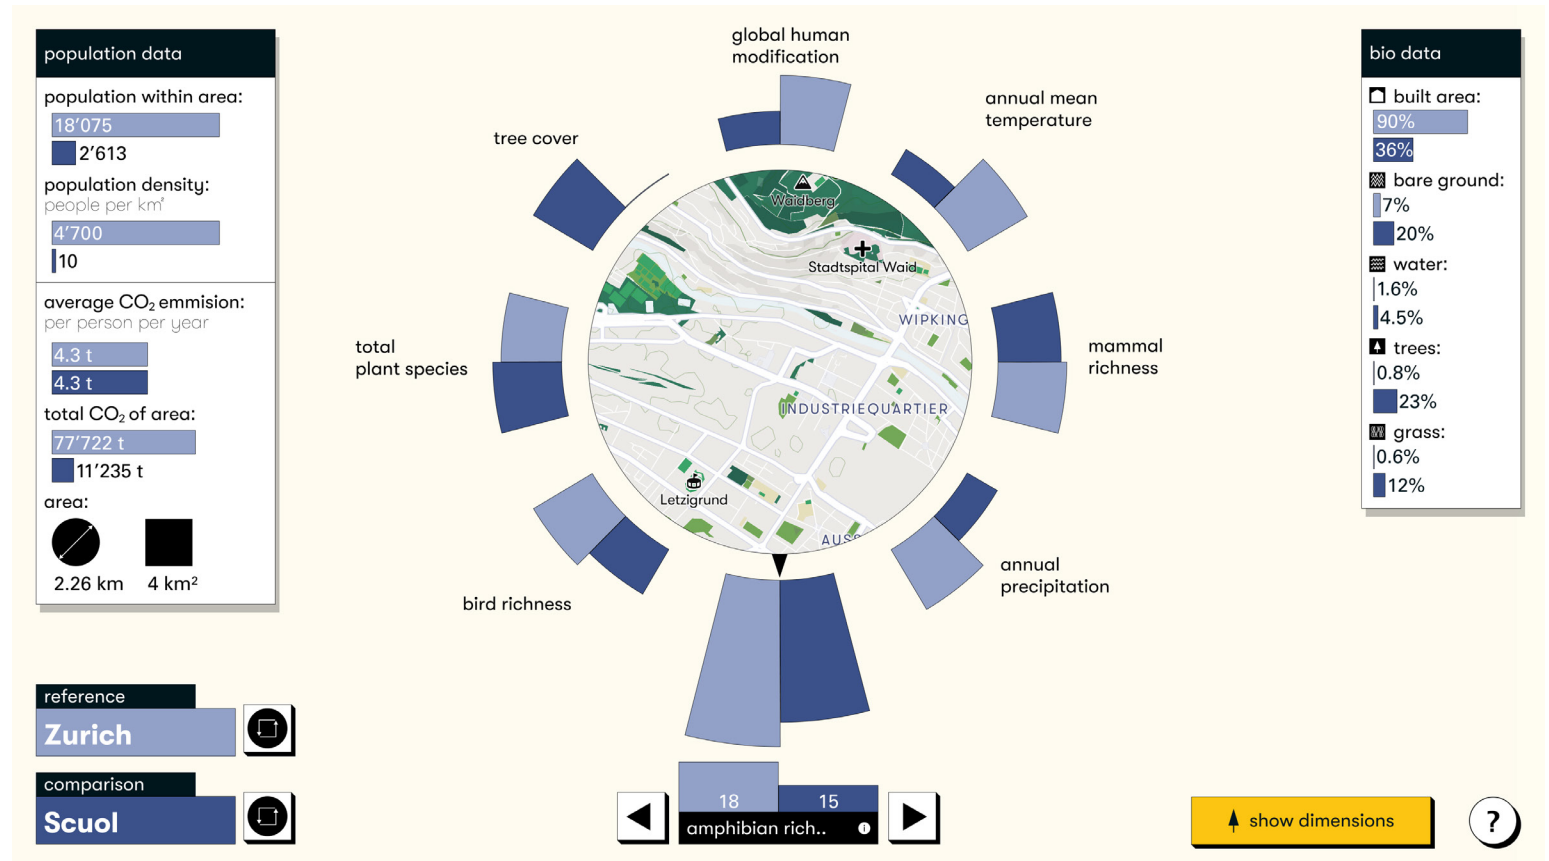 population data
population within area:
18’075
2’613
population density:
people per km²
4’700
10
average CO₂ emmision:
per person per year
4.3 t
4.3 t
total CO₂ of area:
77’722 t
11’235 t
area:
2.26 km
4 km²
reference
Zurich
comparison
Scuol
global human
modification
annual mean
temperature
tree cover
total
plant species
mammal
richness
bird richness
annual
precipitation
Waidberg
Stadtspital Waid
WIPKING
INDUSTRIEQUARTIER
Letzigrund
AUSS
18
15
amphibian rich..
i
bio data
built area:
90%
36%
bare ground:
7%
20%
water:
1.6%
4.5%
trees:
0.8%
23%
grass:
0.6%
12%
show dimensions
?